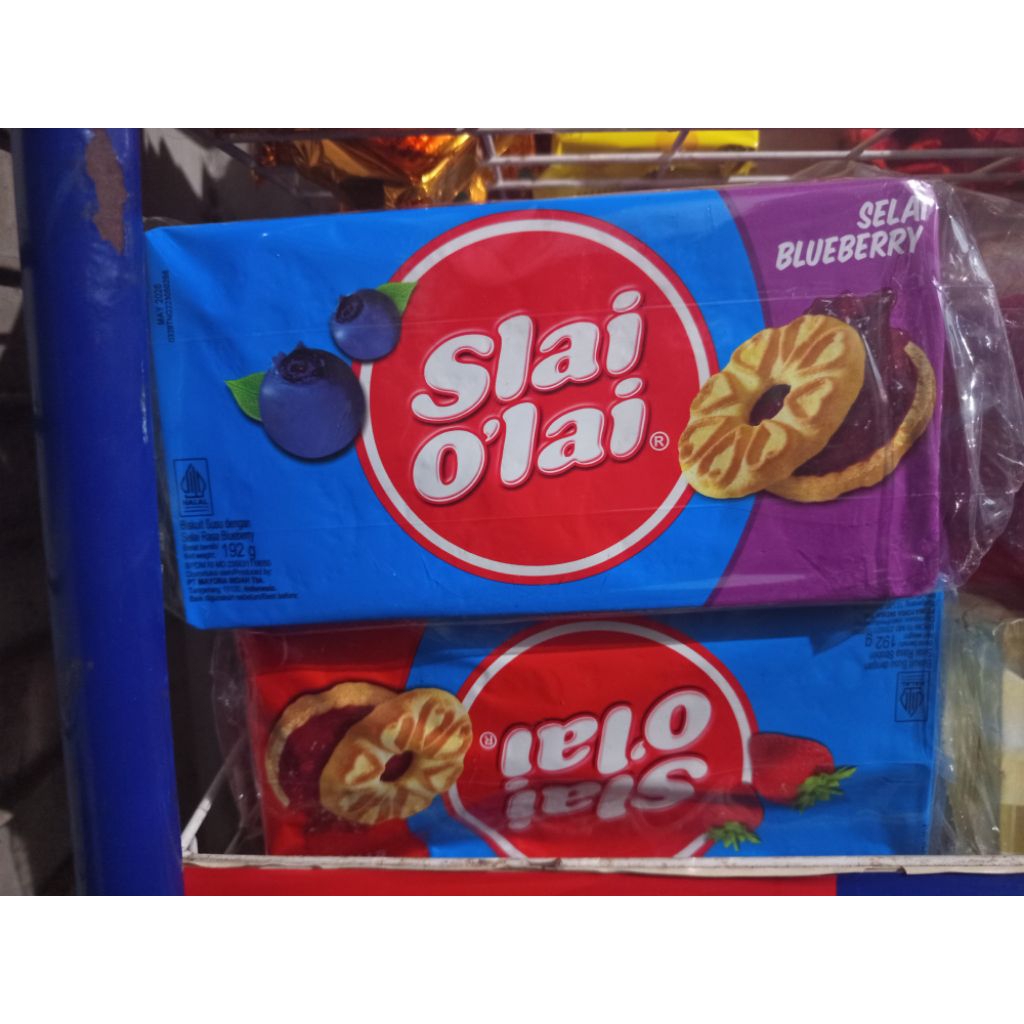 SELAI
BLUEBERRY
Slai
O'lai®
MAY 2026
HALAL
Biskuit Susu dengan
Selai Rasa Blueberry
192 g
PT MAYORA INDAH Tbk.
Slai
O'lai®
192 g